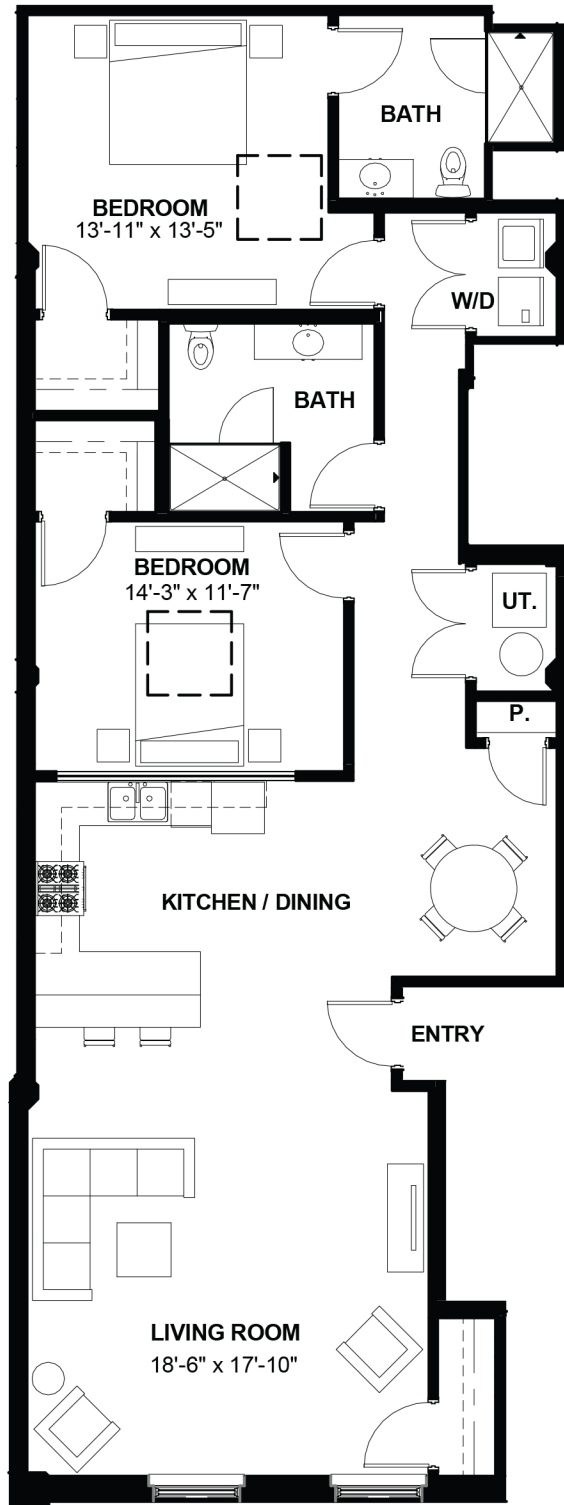 BATH
BEDROOM
13'-11" x 13'-5"
W/D
BATH
BEDROOM
14'-3" x 11'-7"
UT.
P.
KITCHEN / DINING
ENTRY
LIVING ROOM
18'-6" x 17'-10"